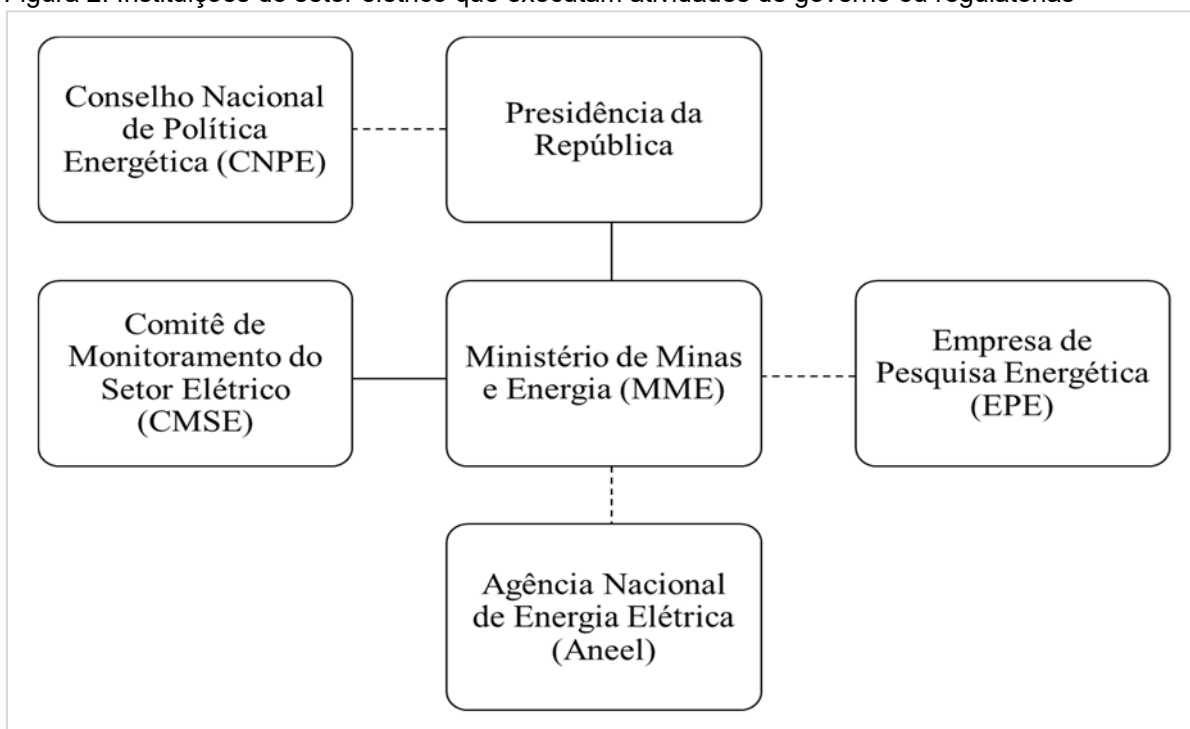 Figura 2. Instituições do setor elétrico que executam atividades de governo ou regulatórias
Conselho Nacional
de Política
Energética (CNPE)
Presidência da
República
Comitê de
Monitoramento do
Setor Elétrico
(CMSE)
Ministério de Minas
e Energia (MME)
Empresa de
Pesquisa Energética
(EPE)
Agência Nacional
de Energia Elétrica
(Aneel)